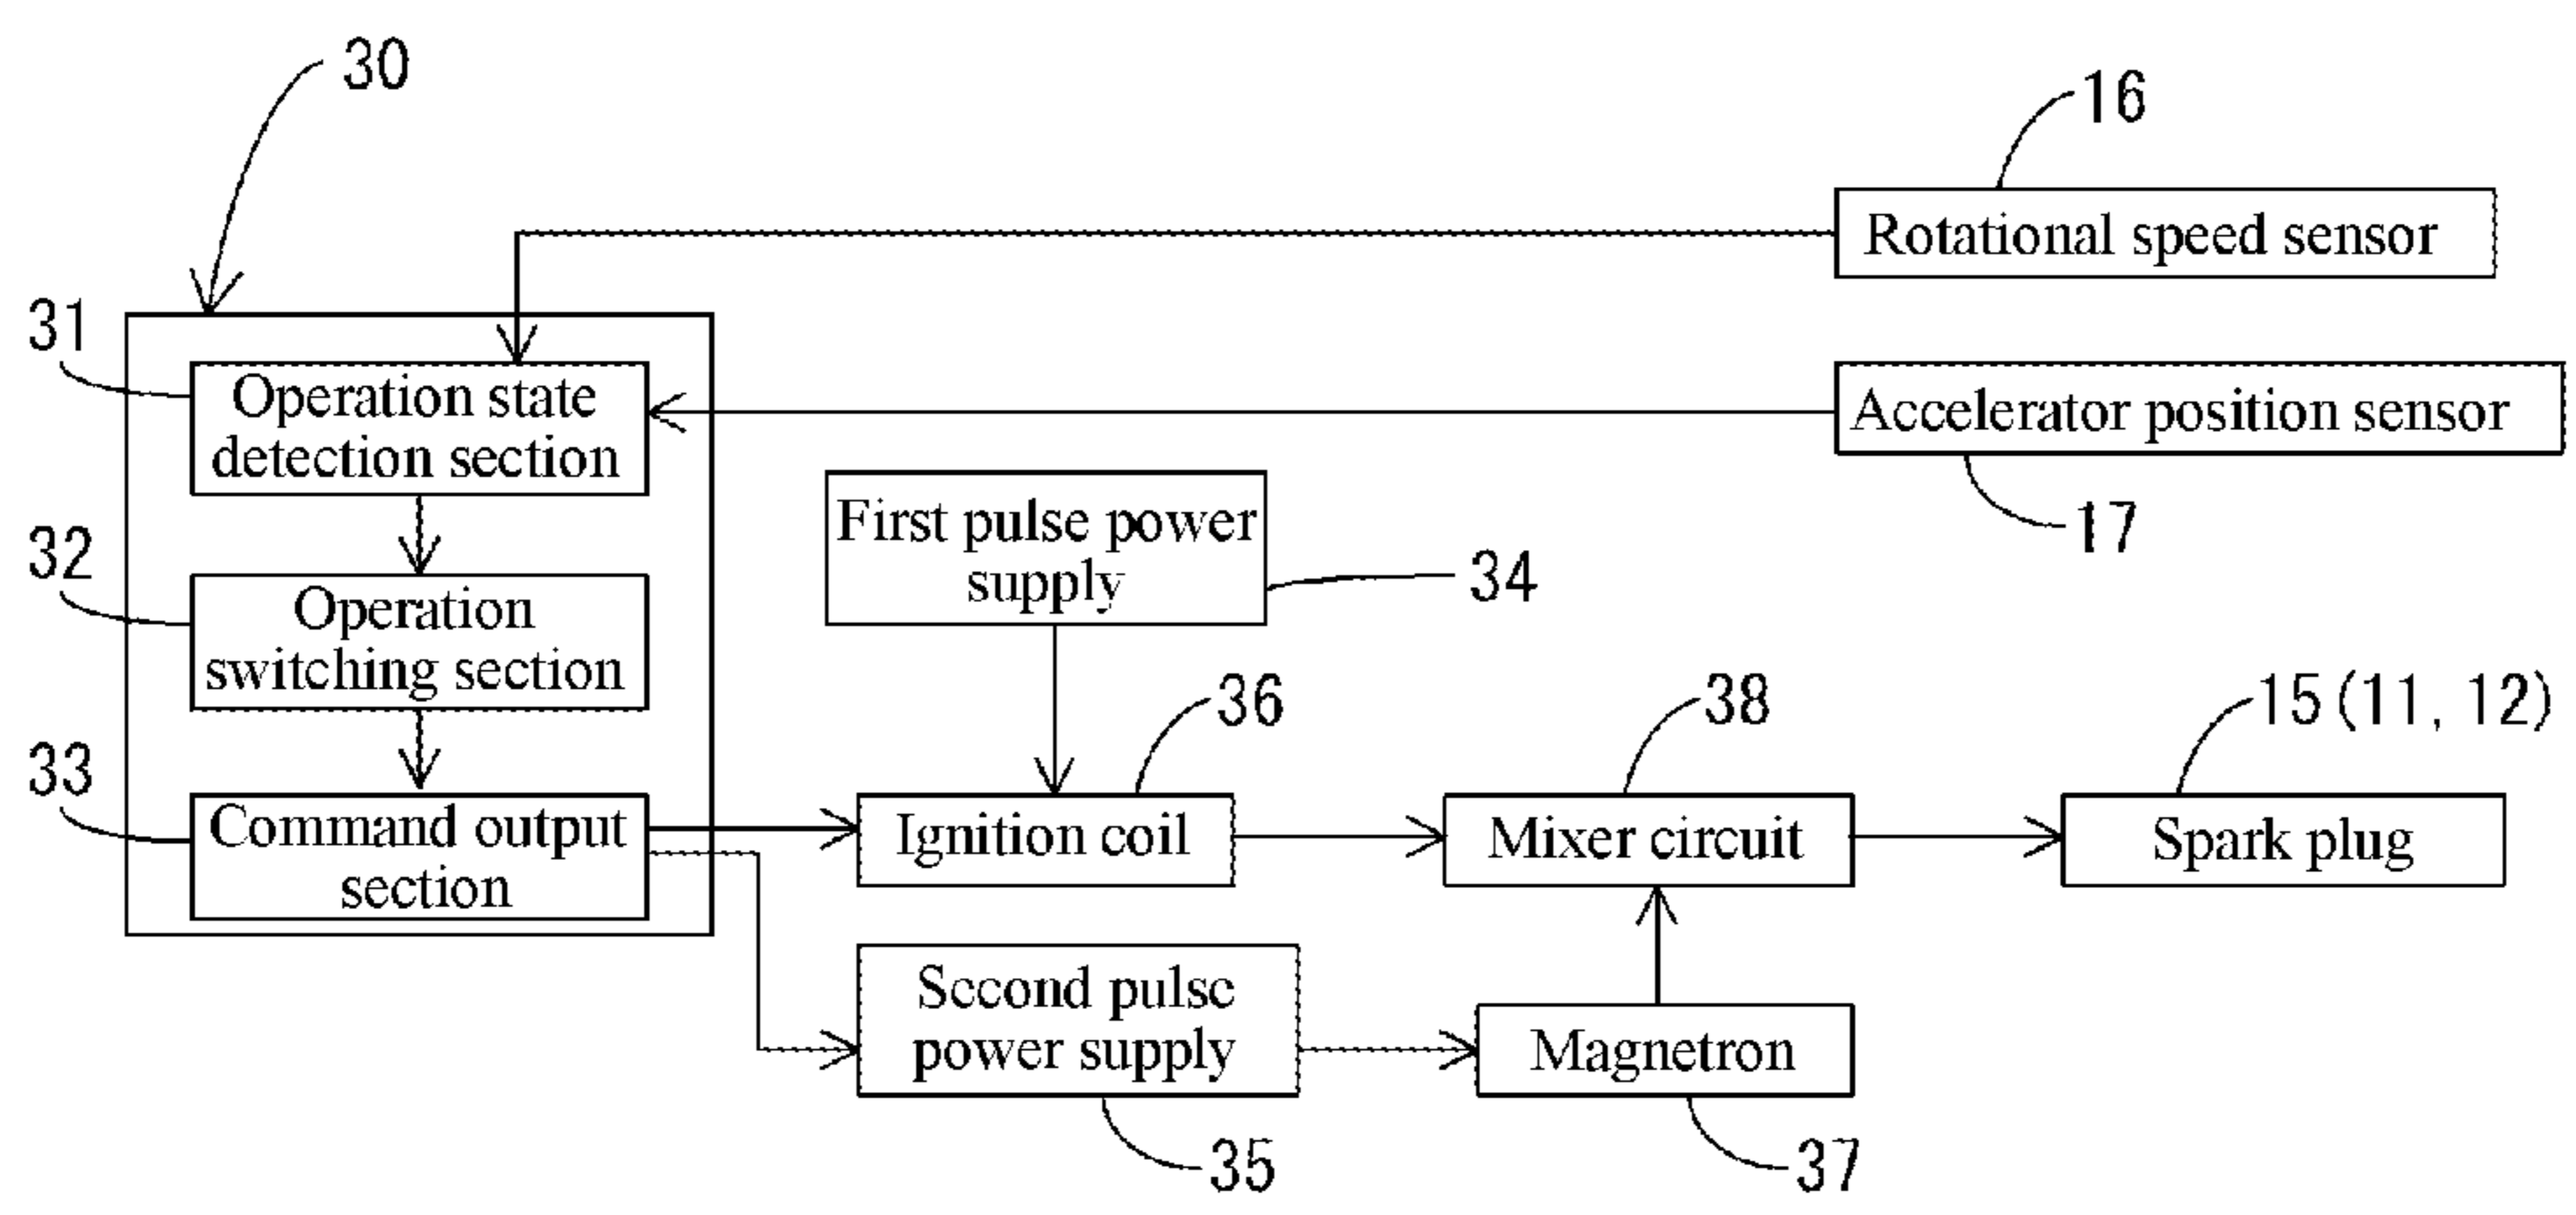 30
16
Rotational speed sensor
31
Operation state
detection section
Accelerator position sensor
17
First pulse power
supply
34
32
Operation
switching section
36
38
15(11, 12)
33
Command output
section
Ignition coil
Mixer circuit
Spark plug
Second pulse
power supply
Magnetron
35
37